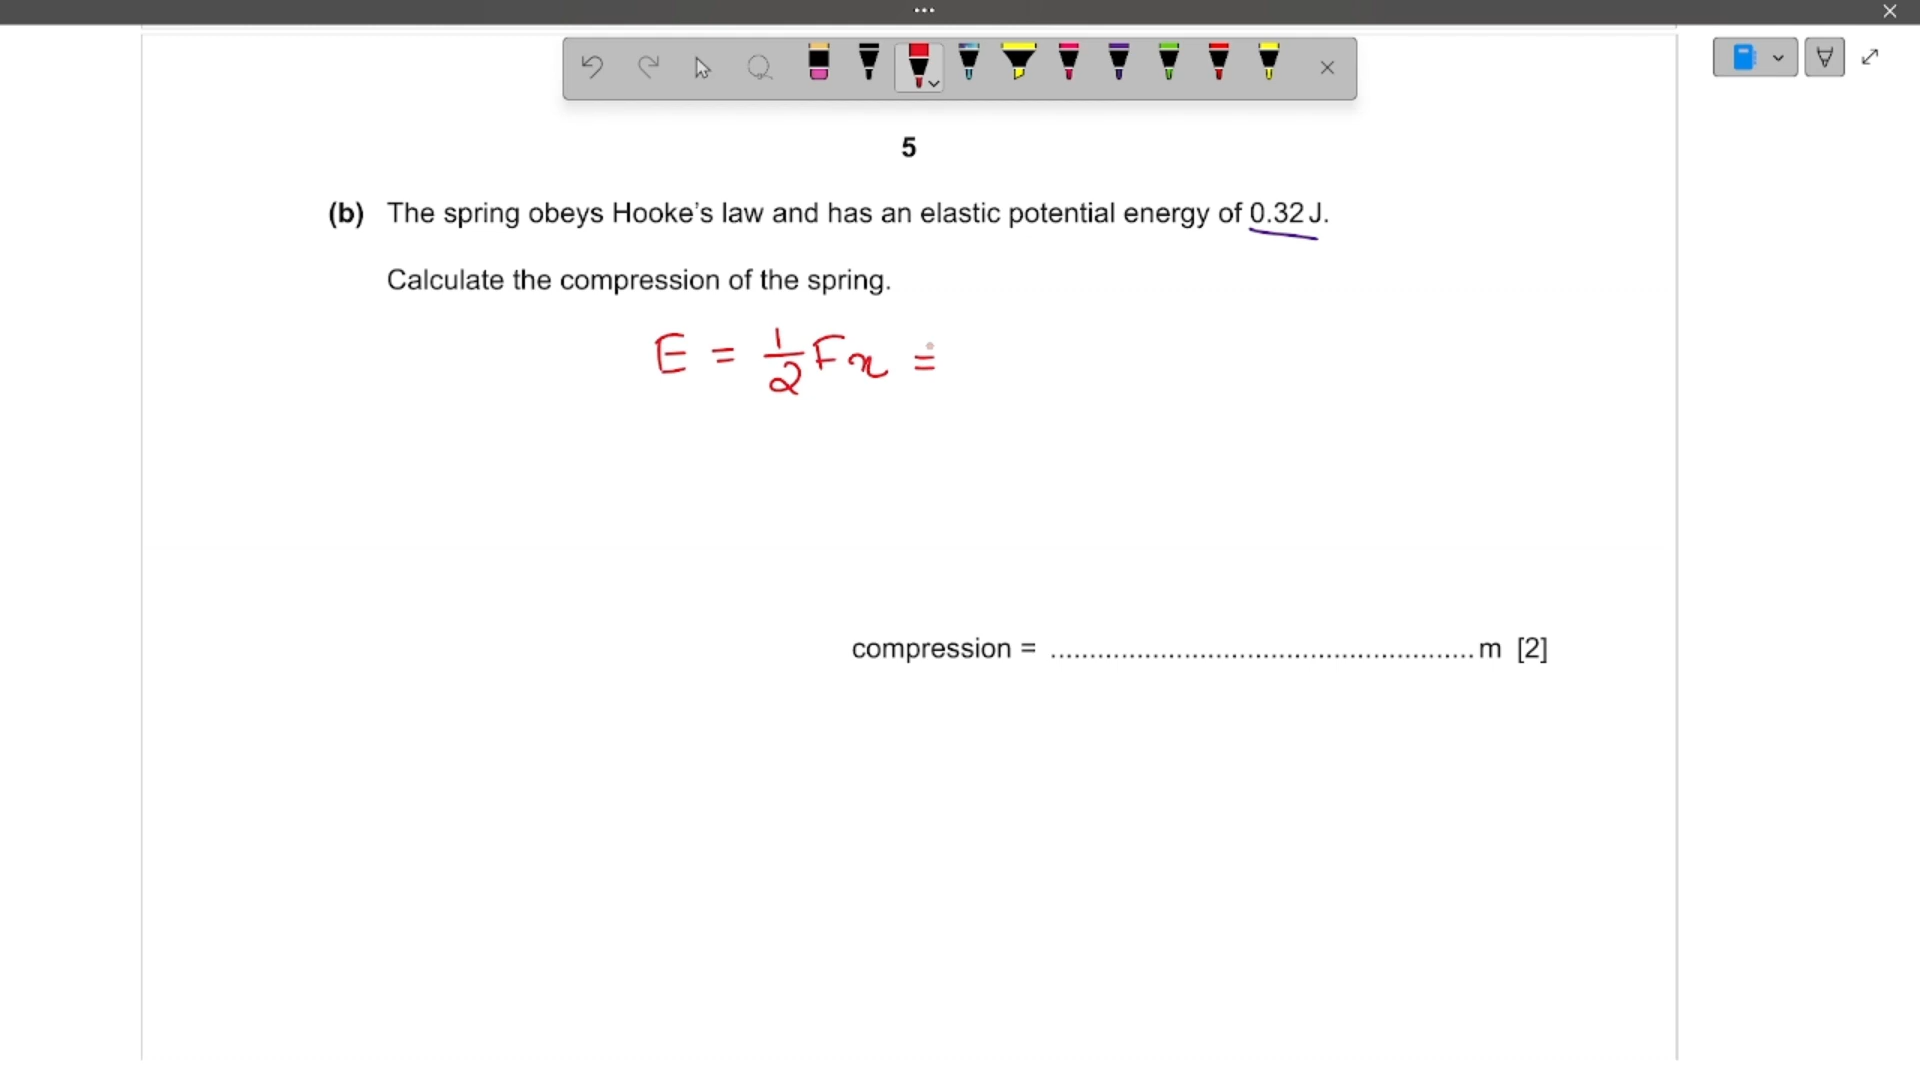 5
(b) The spring obeys Hooke's law and has an elastic potential energy of 0.32 J.
Calculate the compression of the spring.
E = 1/2 Fx =
compression = ...................................................... m [2]